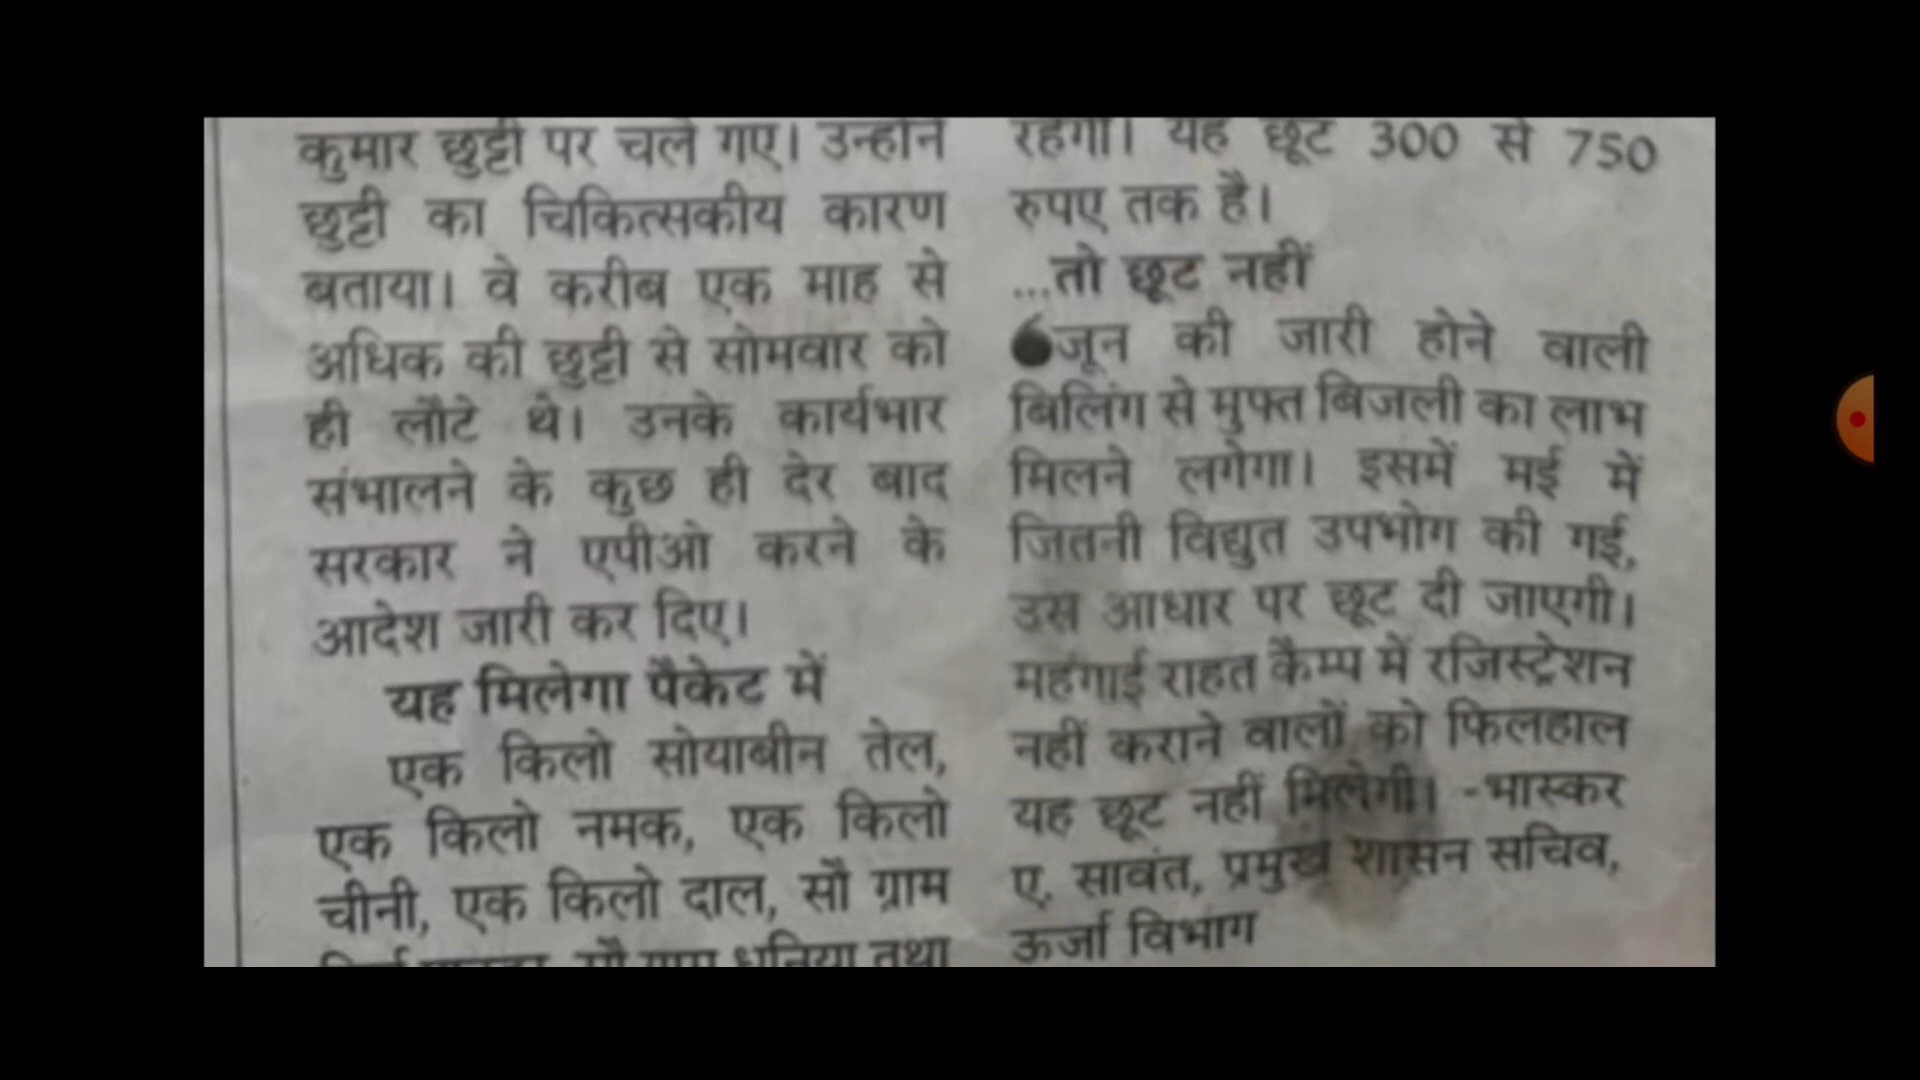 कुमार छुट्टी पर चले गए। उन्होंने
छुट्टी का चिकित्सकीय कारण
बताया। वे करीब एक माह से
अधिक की छुट्टी से सोमवार को
ही लौटे थे। उनके कार्यभार
संभालने के कुछ ही देर बाद
सरकार ने एपीओ करने के
आदेश जारी कर दिए।
यह मिलेगा पैकेट में
एक किलो सोयाबीन तेल,
एक किलो नमक, एक किलो
चीनी, एक किलो दाल, सौ ग्राम
सौ ग्राम धनिया तथा
रहेगी। यह छूट 300 से 750
रुपए तक है।
...तो छूट नहीं
जून की जारी होने वाली
बिलिंग से मुफ्त बिजली का लाभ
मिलने लगेगा। इसमें मई में
जितनी विद्युत उपभोग की गई,
उस आधार पर छूट दी जाएगी।
महंगाई राहत कैम्प में रजिस्ट्रेशन
नहीं कराने वालों को फिलहाल
यह छूट नहीं मिलेगी। -भास्कर
ए. सावंत, प्रमुख शासन सचिव,
ऊर्जा विभाग